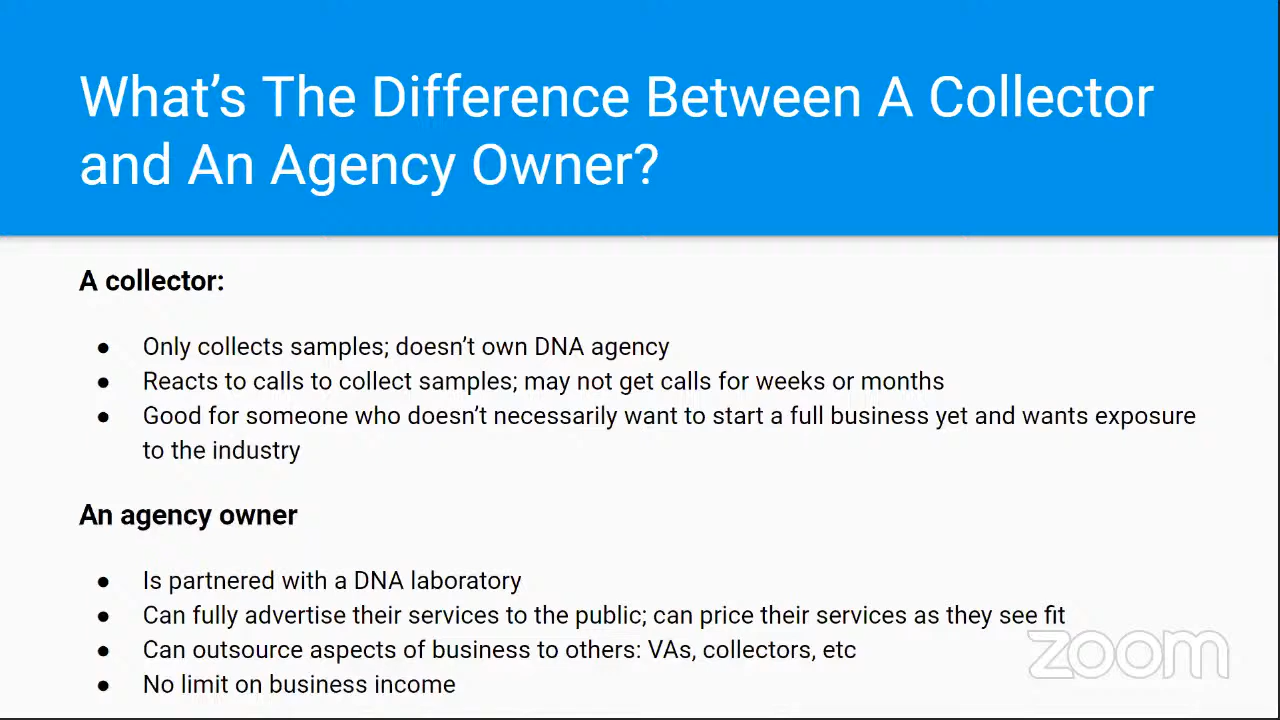 What’s The Difference Between A Collector
and An Agency Owner?
A collector:
● Only collects samples; doesn’t own DNA agency
● Reacts to calls to collect samples; may not get calls for weeks or months
● Good for someone who doesn’t necessarily want to start a full business yet and wants exposure
to the industry
An agency owner
● Is partnered with a DNA laboratory
● Can fully advertise their services to the public; can price their services as they see fit
● Can outsource aspects of business to others: VAs, collectors, etc
● No limit on business income
zoom